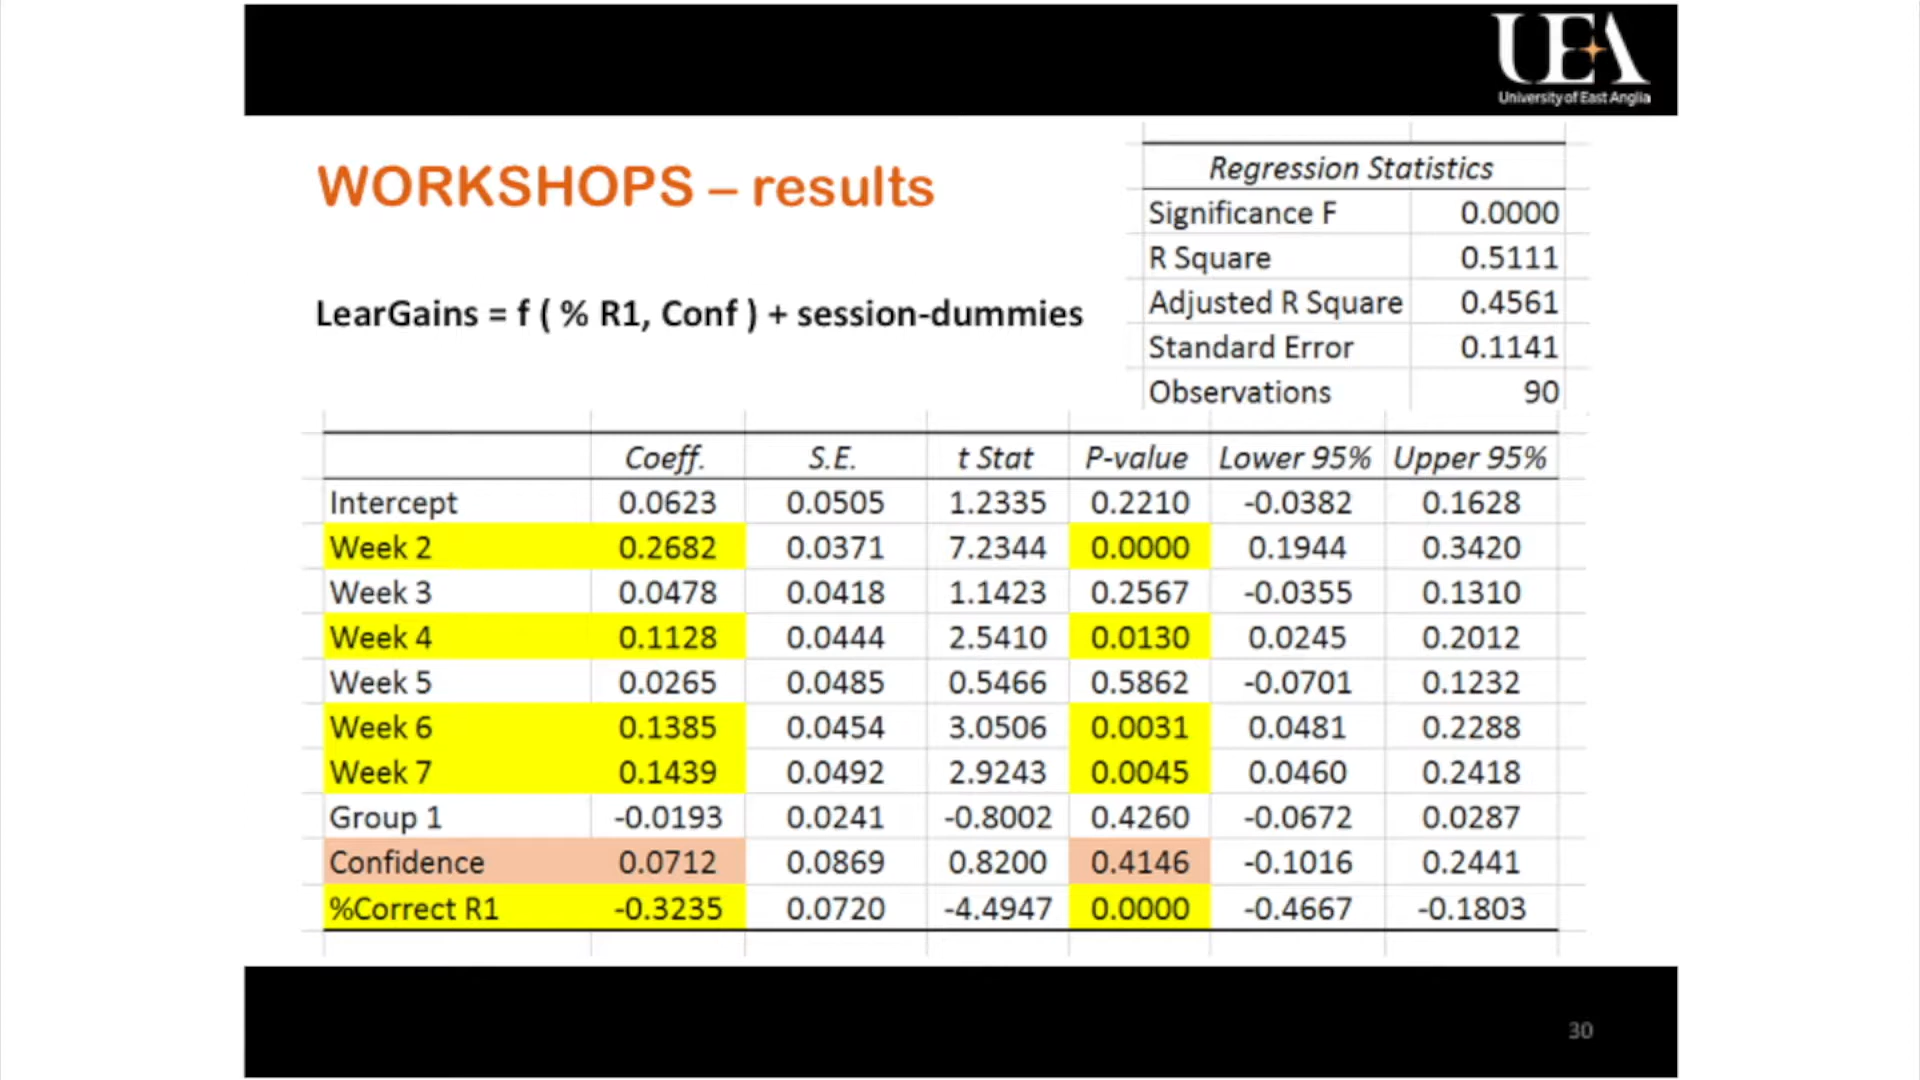 UEA
University of East Anglia
WORKSHOPS – results
LearGains = f ( % R1, Conf ) + session-dummies
Regression Statistics
Significance F 0.0000
R Square 0.5111
Adjusted R Square 0.4561
Standard Error 0.1141
Observations 90
Coeff. S.E. t Stat P-value Lower 95% Upper 95%
Intercept 0.0623 0.0505 1.2335 0.2210 -0.0382 0.1628
Week 2 0.2682 0.0371 7.2344 0.0000 0.1944 0.3420
Week 3 0.0478 0.0418 1.1423 0.2567 -0.0355 0.1310
Week 4 0.1128 0.0444 2.5410 0.0130 0.0245 0.2012
Week 5 0.0265 0.0485 0.5466 0.5862 -0.0701 0.1232
Week 6 0.1385 0.0454 3.0506 0.0031 0.0481 0.2288
Week 7 0.1439 0.0492 2.9243 0.0045 0.0460 0.2418
Group 1 -0.0193 0.0241 -0.8002 0.4260 -0.0672 0.0287
Confidence 0.0712 0.0869 0.8200 0.4146 -0.1016 0.2441
%Correct R1 -0.3235 0.0720 -4.4947 0.0000 -0.4667 -0.1803
30